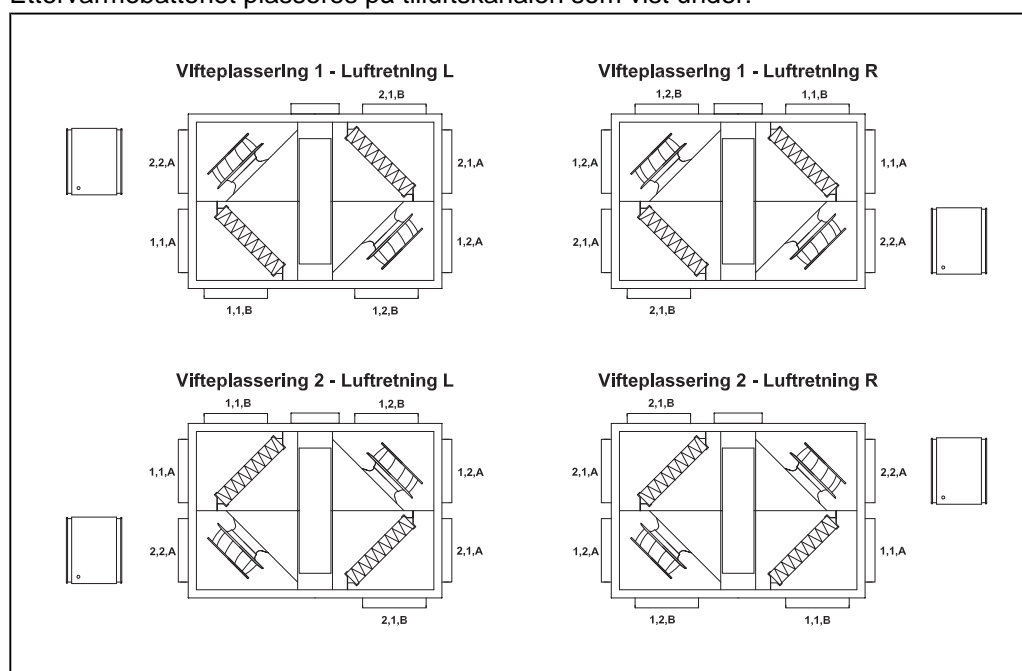 Ettervarmebatteriet plasseres på tilluftskanalen som vist under:
Vifteplassering 1 - Luftretning L
2,1,B
2,2,A
2,1,A
1,1,A
1,2,A
1,1,B
1,2,B
Vifteplassering 1 - Luftretning R
1,2,B
1,1,B
1,2,A
1,1,A
2,1,A
2,2,A
2,1,B
Vifteplassering 2 - Luftretning L
1,1,B
1,2,B
1,1,A
1,2,A
2,2,A
2,1,A
2,1,B
Vifteplassering 2 - Luftretning R
2,1,B
2,1,A
2,2,A
1,2,A
1,1,A
1,2,B
1,1,B